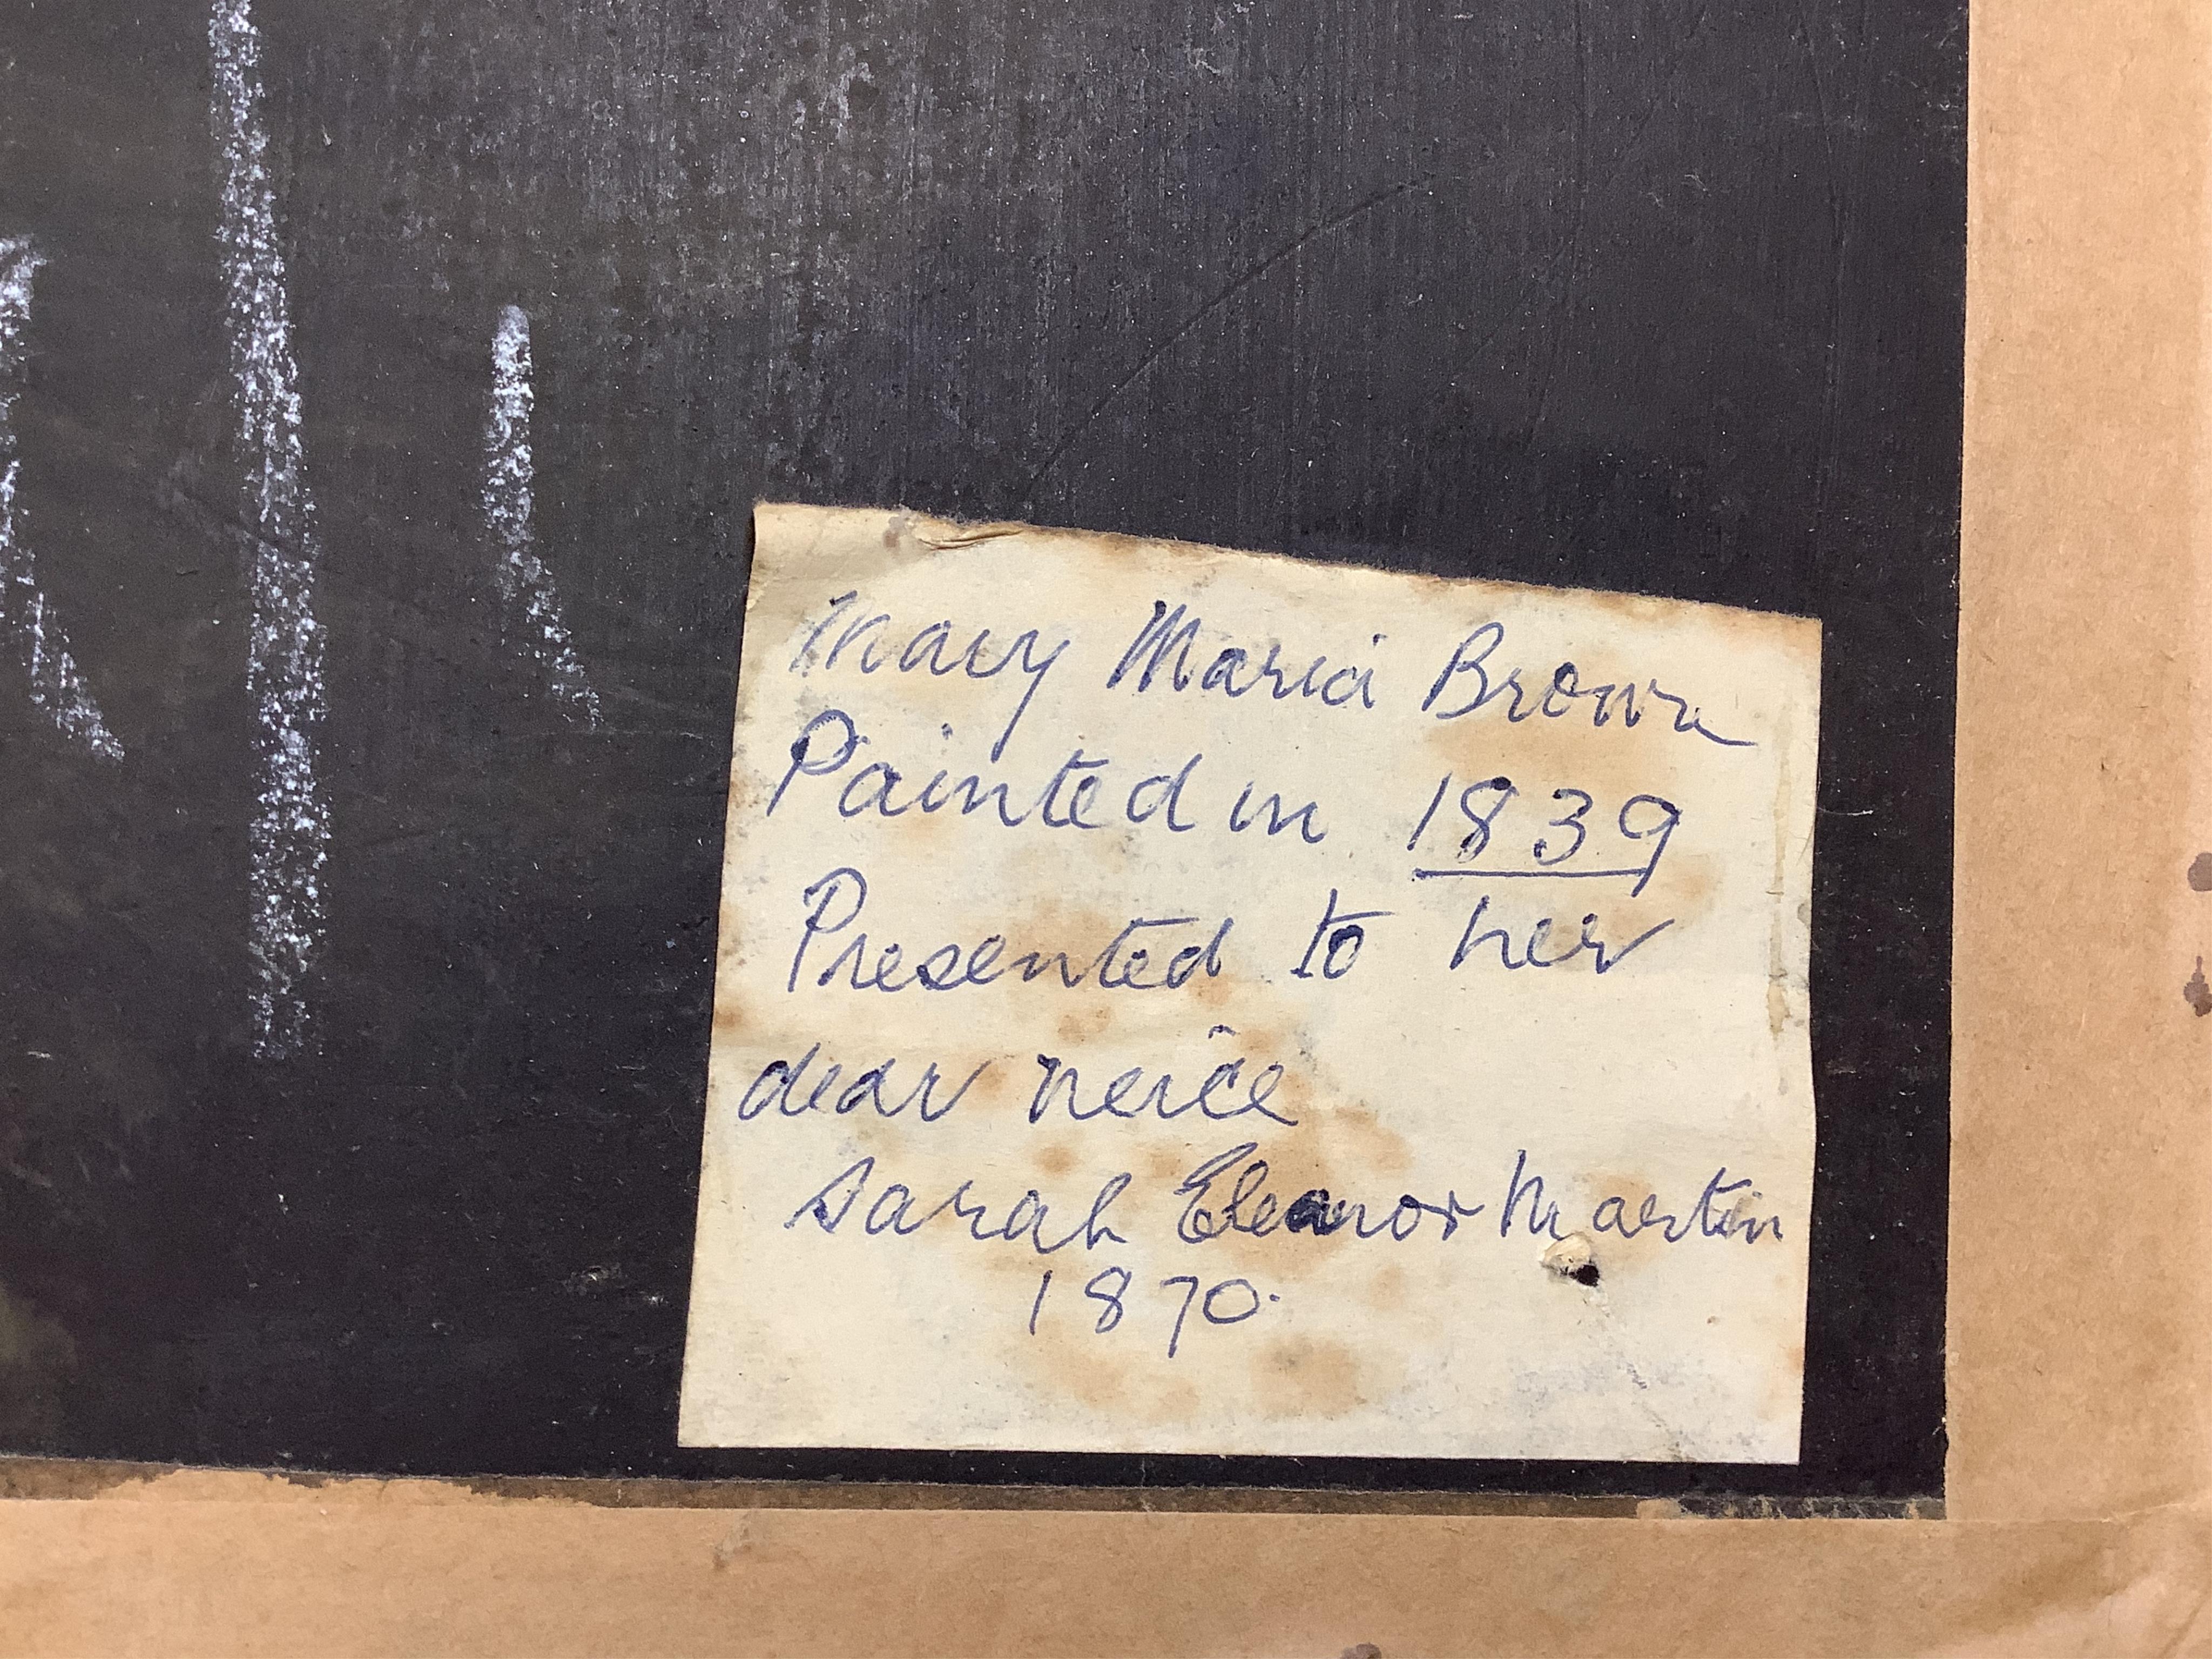 Mary Maria Brown
Painted in 1839
Presented to her
dear neice
Sarah Eleanor Martin
1870.